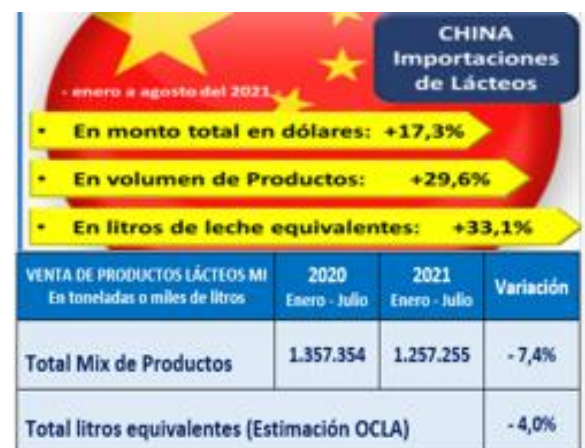 CHINA
Importaciones
de Lácteos
- enero a agosto del 2021 -
• En monto total en dólares: +17,3%
• En volumen de Productos: +29,6%
• En litros de leche equivalentes: +33,1%
VENTA DE PRODUCTOS LÁCTEOS MI
En toneladas o miles de litros
2020
Enero - Julio
2021
Enero - Julio
Variación
Total Mix de Productos 1.357.354 1.257.255 - 7,4%
Total litros equivalentes (Estimación OCLA) - 4,0%